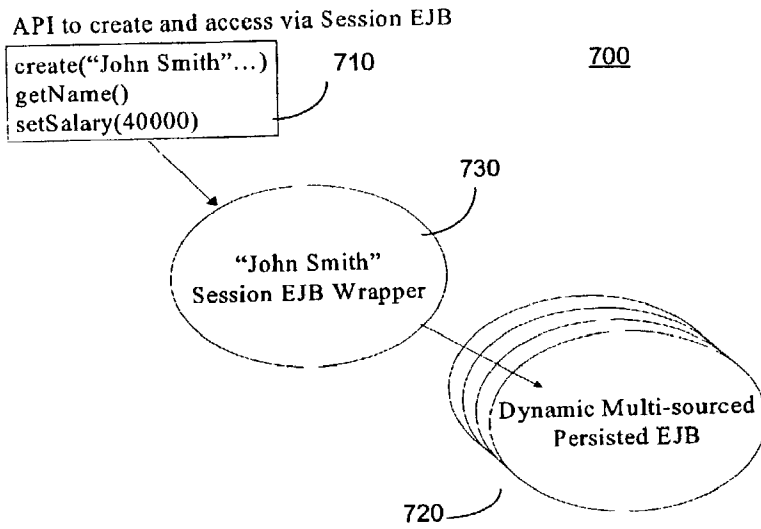 API to create and access via Session EJB
create("John Smith"...)
getName()
setSalary(40000)
710
700
730
"John Smith"
Session EJB Wrapper
Dynamic Multi-sourced
Persisted EJB
720